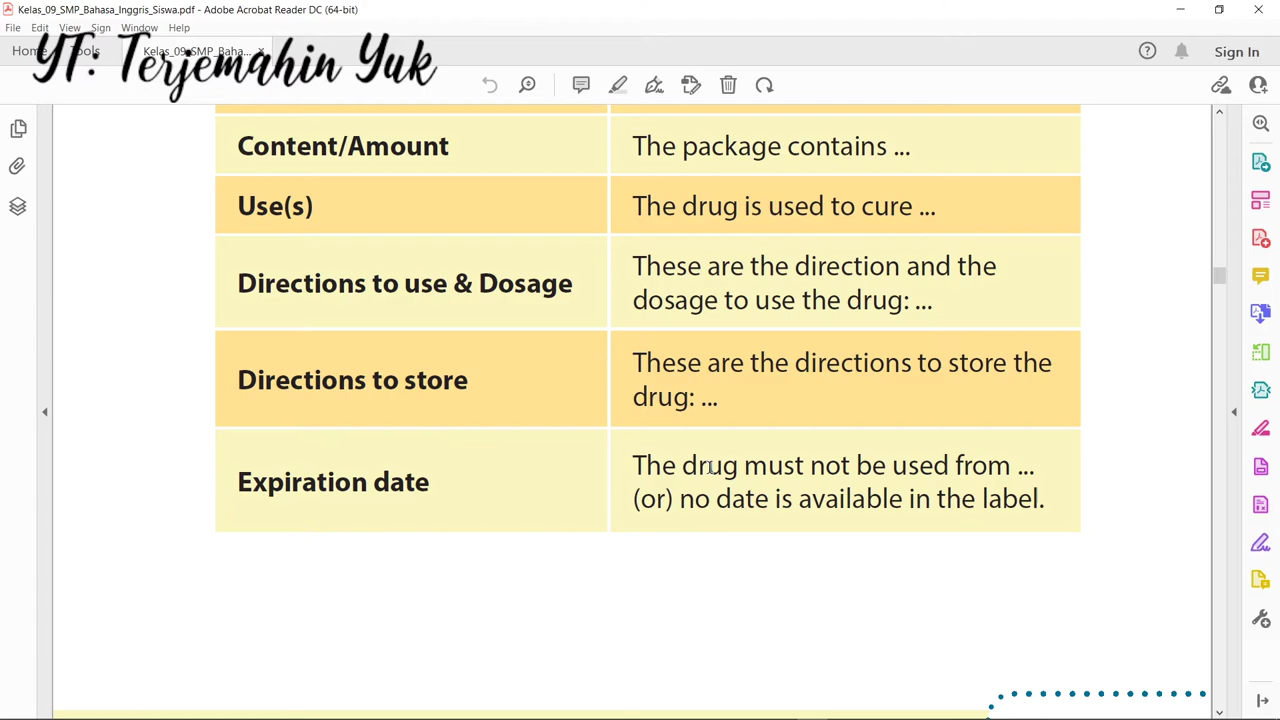 Kelas_09_SMP_Bahasa_Inggris_Siswa.pdf - Adobe Acrobat Reader DC (64-bit)
File Edit View Sign Window Help
Home Tools Kelas_09_SMP_Baha... ×
Sign In
YT: Terjemahin Yuk
Content/Amount
The package contains ...
Use(s)
The drug is used to cure ...
Directions to use & Dosage
These are the direction and the
dosage to use the drug: ...
Directions to store
These are the directions to store the
drug: ...
Expiration date
The drug must not be used from ...
(or) no date is available in the label.